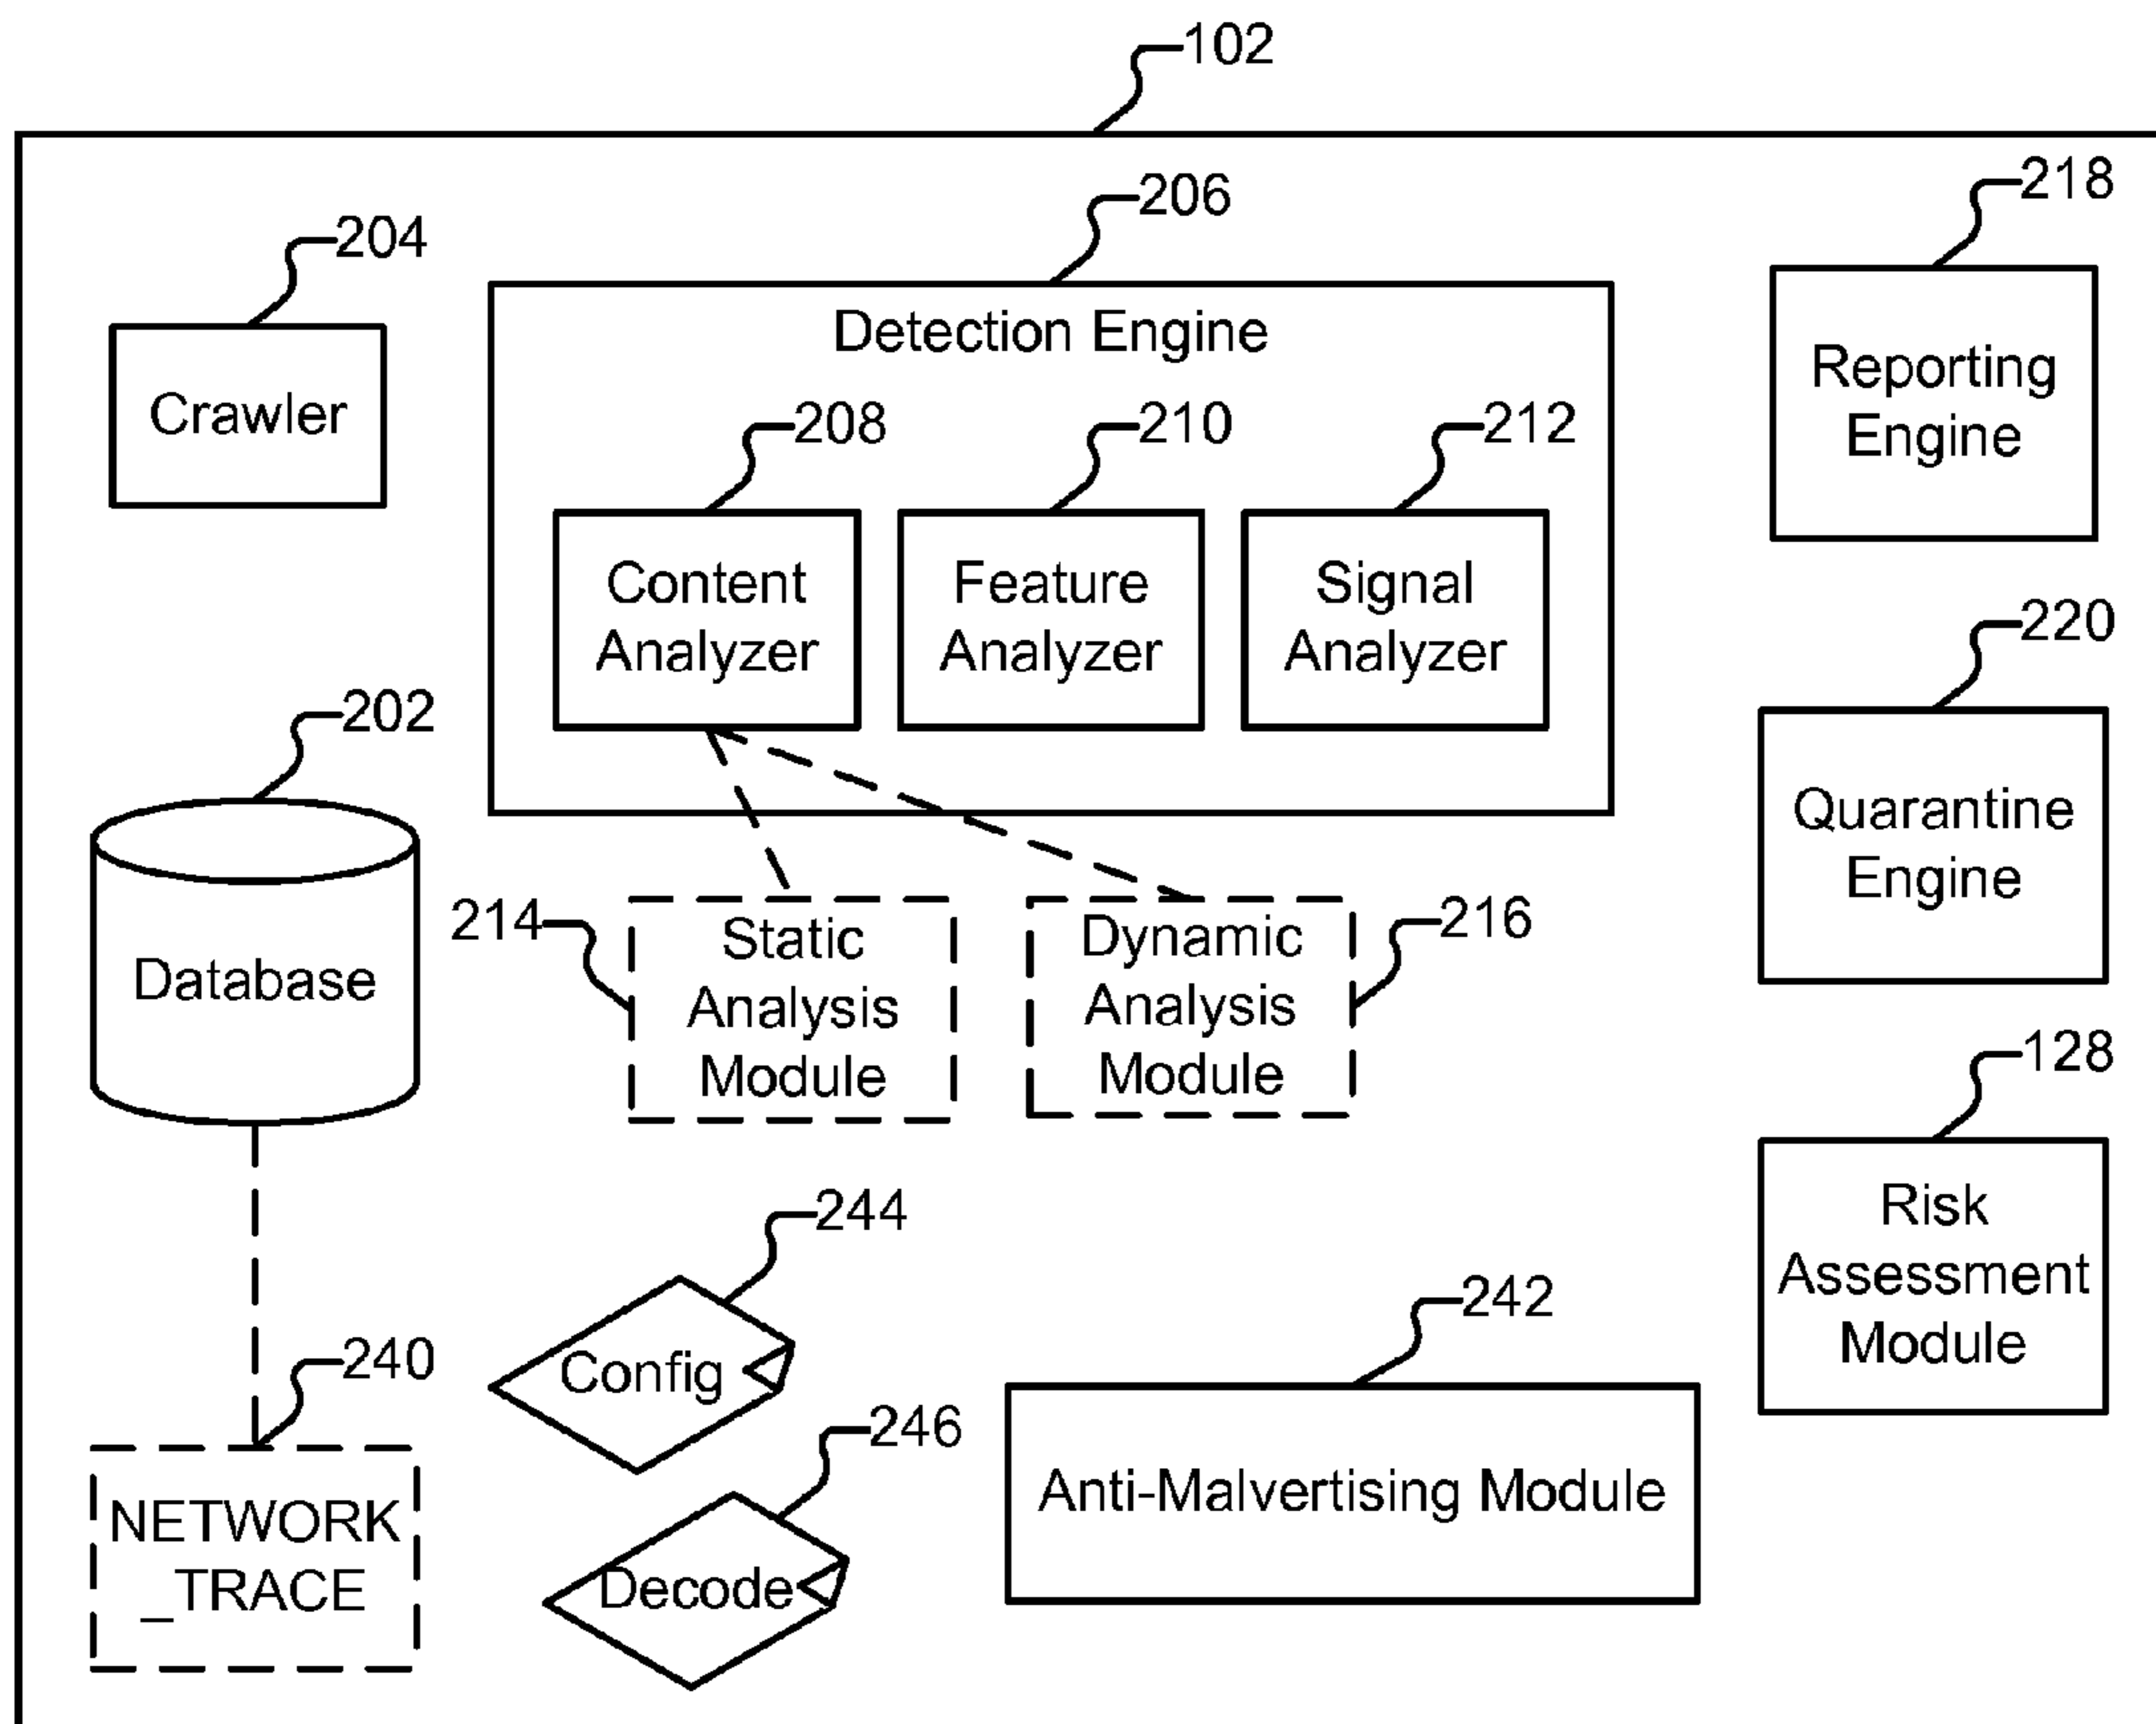 102
206
218
204
Detection Engine
Reporting
Engine
Crawler
208
210
212
Content
Analyzer
Feature
Analyzer
Signal
Analyzer
220
202
Quarantine
Engine
214
Static
Analysis
Module
Dynamic
Analysis
Module
216
Database
128
Risk
Assessment
Module
244
Config
242
240
246
Anti-Malvertising Module
NETWORK
_TRACE
Decode